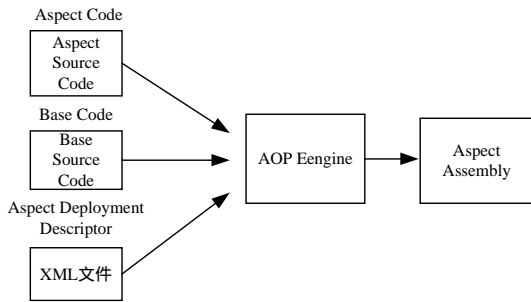 Aspect Code
Aspect
Source
Code
Base Code
Base
Source
Code
Aspect Deployment
Descriptor
XML文件
AOP Eengine
Aspect
Assembly